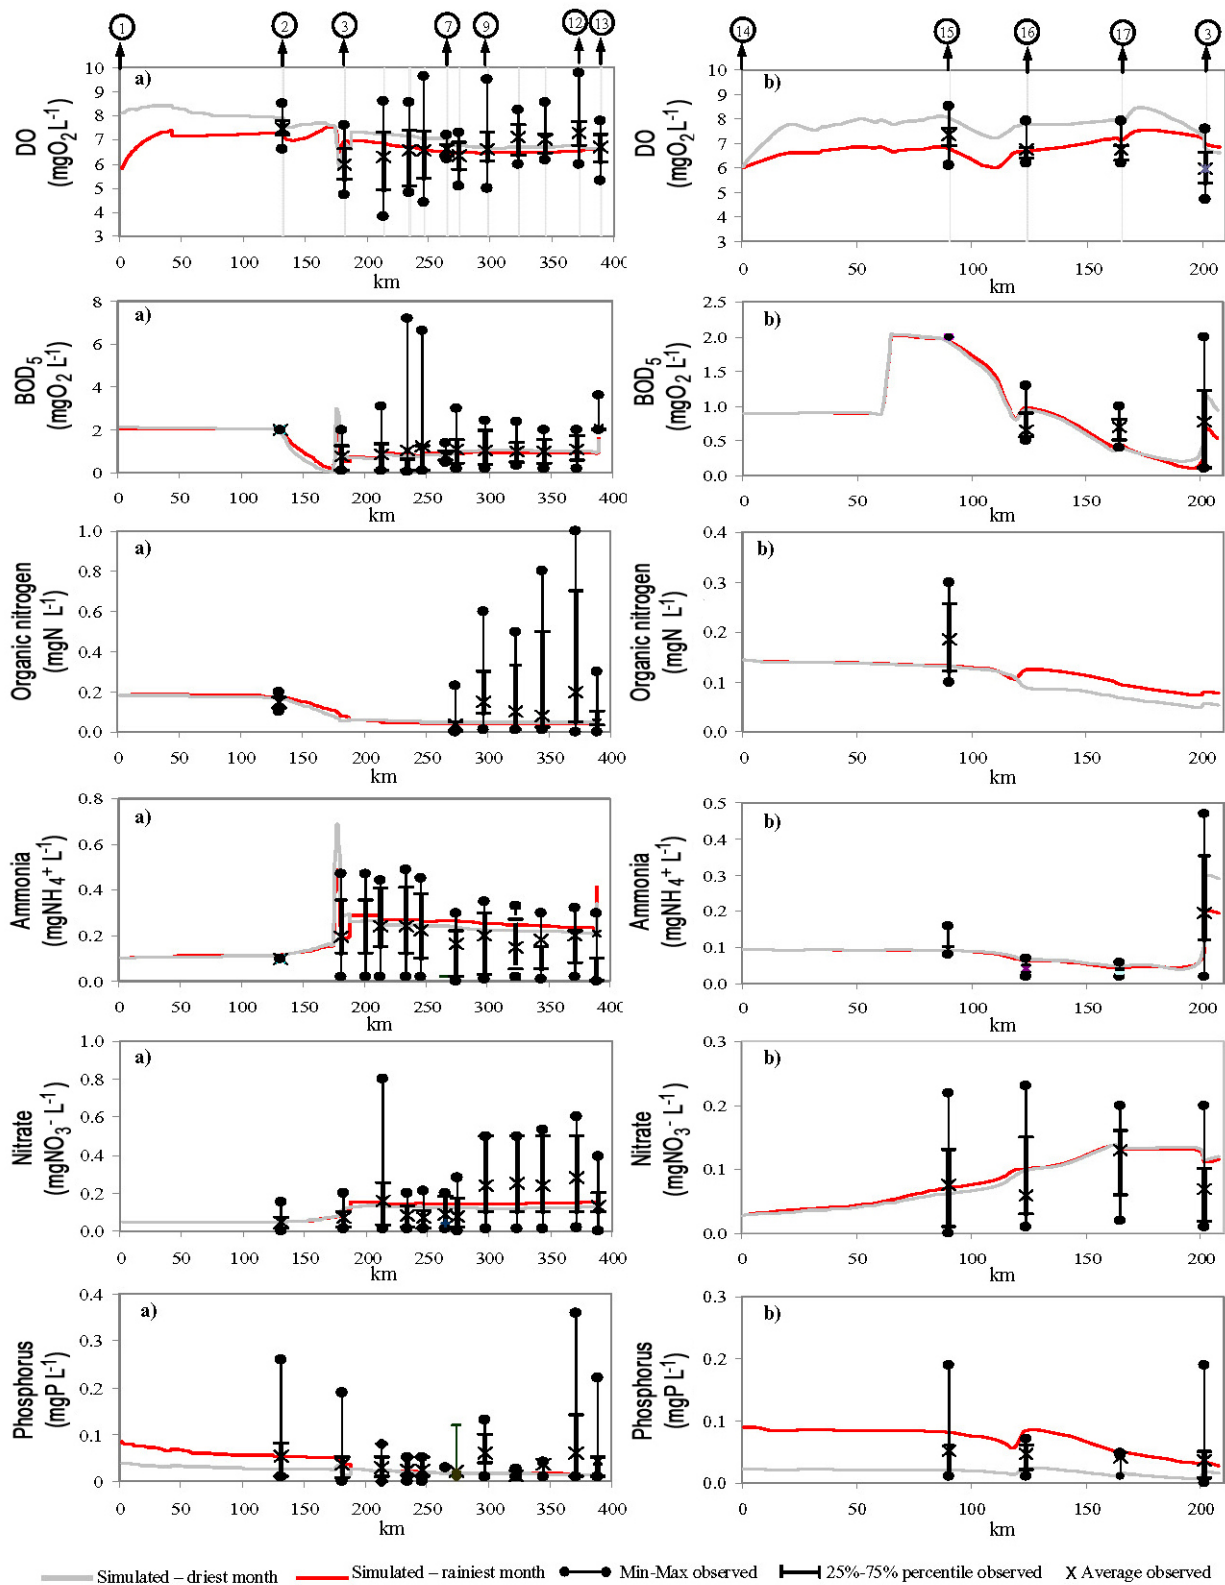 1 2 3 7 9 12 13
14 15 16 17 3
a)
DO
(mgO2 L-1)
10
9
8
7
6
5
4
3
0 50 100 150 200 250 300 350 400
km
b)
DO
(mgO2 L-1)
10
9
8
7
6
5
4
3
0 50 100 150 200
km
a)
BOD5
(mgO2 L-1)
8
6
4
2
0
0 50 100 150 200 250 300 350 400
km
b)
BOD5
(mgO2 L-1)
2.5
2.0
1.5
1.0
0.5
0.0
0 50 100 150 200
km
a)
Organic nitrogen
(mgN L-1)
1.0
0.8
0.6
0.4
0.2
0.0
0 50 100 150 200 250 300 350 400
km
b)
Organic nitrogen
(mgN L-1)
0.4
0.3
0.2
0.1
0.0
0 50 100 150 200
km
a)
Ammonia
(mgNH4+ L-1)
0.8
0.6
0.4
0.2
0.0
0 50 100 150 200 250 300 350 400
km
b)
Ammonia
(mgNH4+ L-1)
0.5
0.4
0.3
0.2
0.1
0.0
0 50 100 150 200
km
a)
Nitrate
(mgNO3- L-1)
1.0
0.8
0.6
0.4
0.2
0.0
0 50 100 150 200 250 300 350 400
km
b)
Nitrate
(mgNO3- L-1)
0.3
0.2
0.1
0.0
0 50 100 150 200
km
a)
Phosphorus
(mgP L-1)
0.4
0.3
0.2
0.1
0
0 50 100 150 200 250 300 350 400
km
b)
Phosphorus
(mgP L-1)
0.3
0.2
0.1
0.0
0 50 100 150 200
km
Simulated – driest month Simulated – rainiest month Min-Max observed 25%-75% percentile observed X Average observed